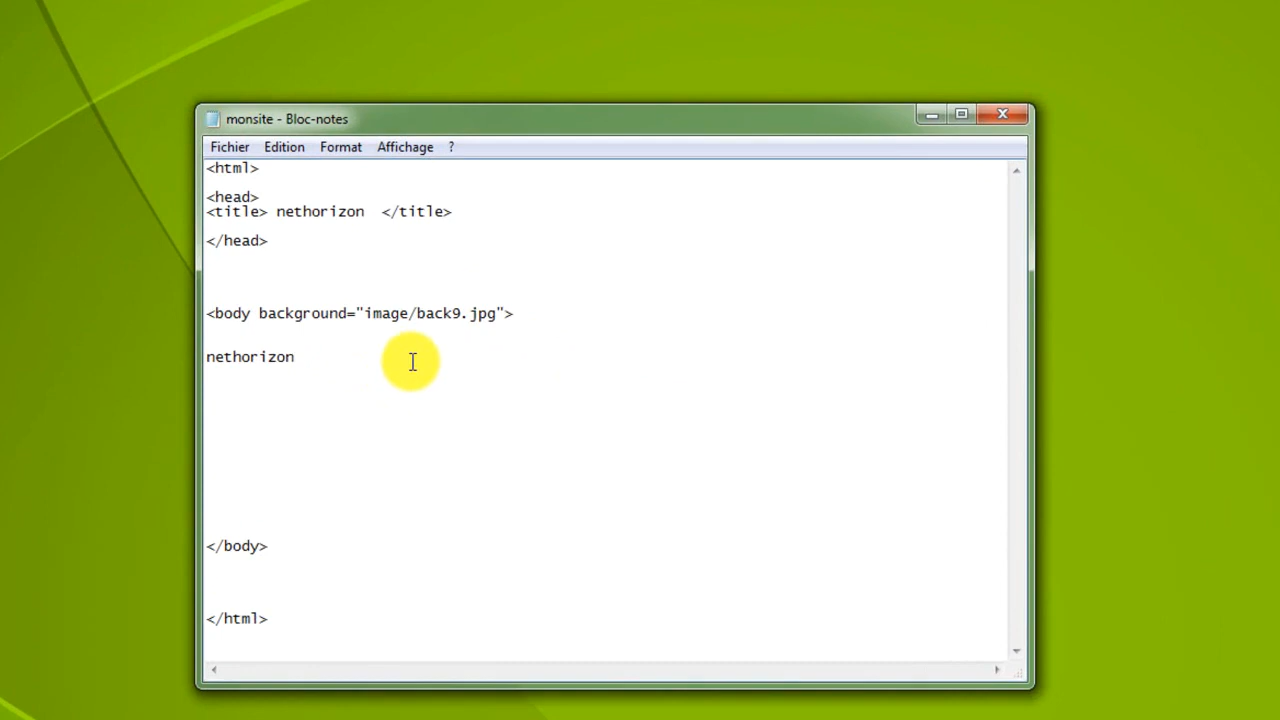 monsite - Bloc-notes
Fichier Edition Format Affichage ?
<html>
<head>
<title> nethorizon  </title>
</head>
<body background="image/back9.jpg">
nethorizon
</body>
</html>